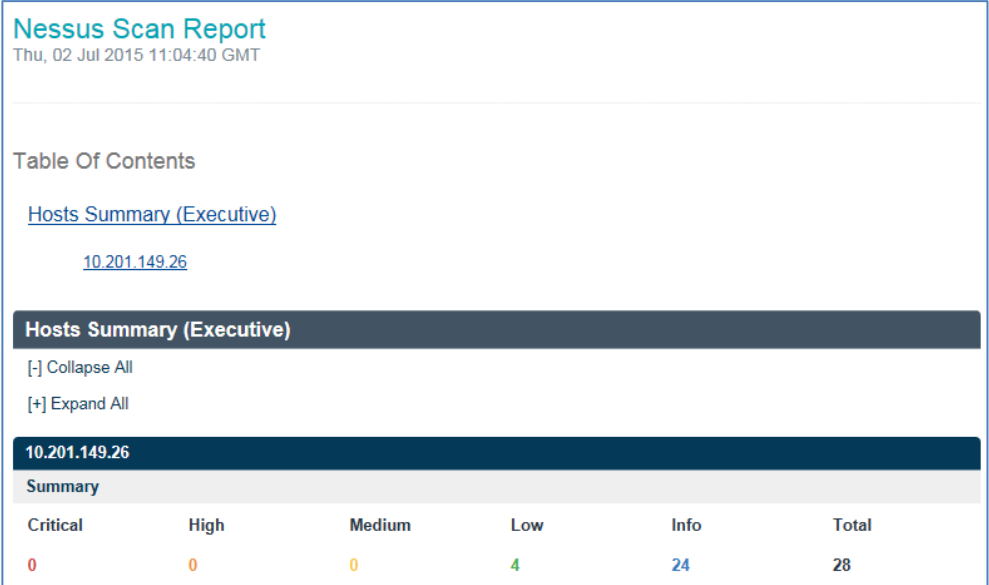 Nessus Scan Report
Thu, 02 Jul 2015 11:04:40 GMT
Table Of Contents
Hosts Summary (Executive)
10.201.149.26
Hosts Summary (Executive)
[-] Collapse All
[+] Expand All
10.201.149.26
Summary
Critical High Medium Low Info Total
0 0 0 4 24 28